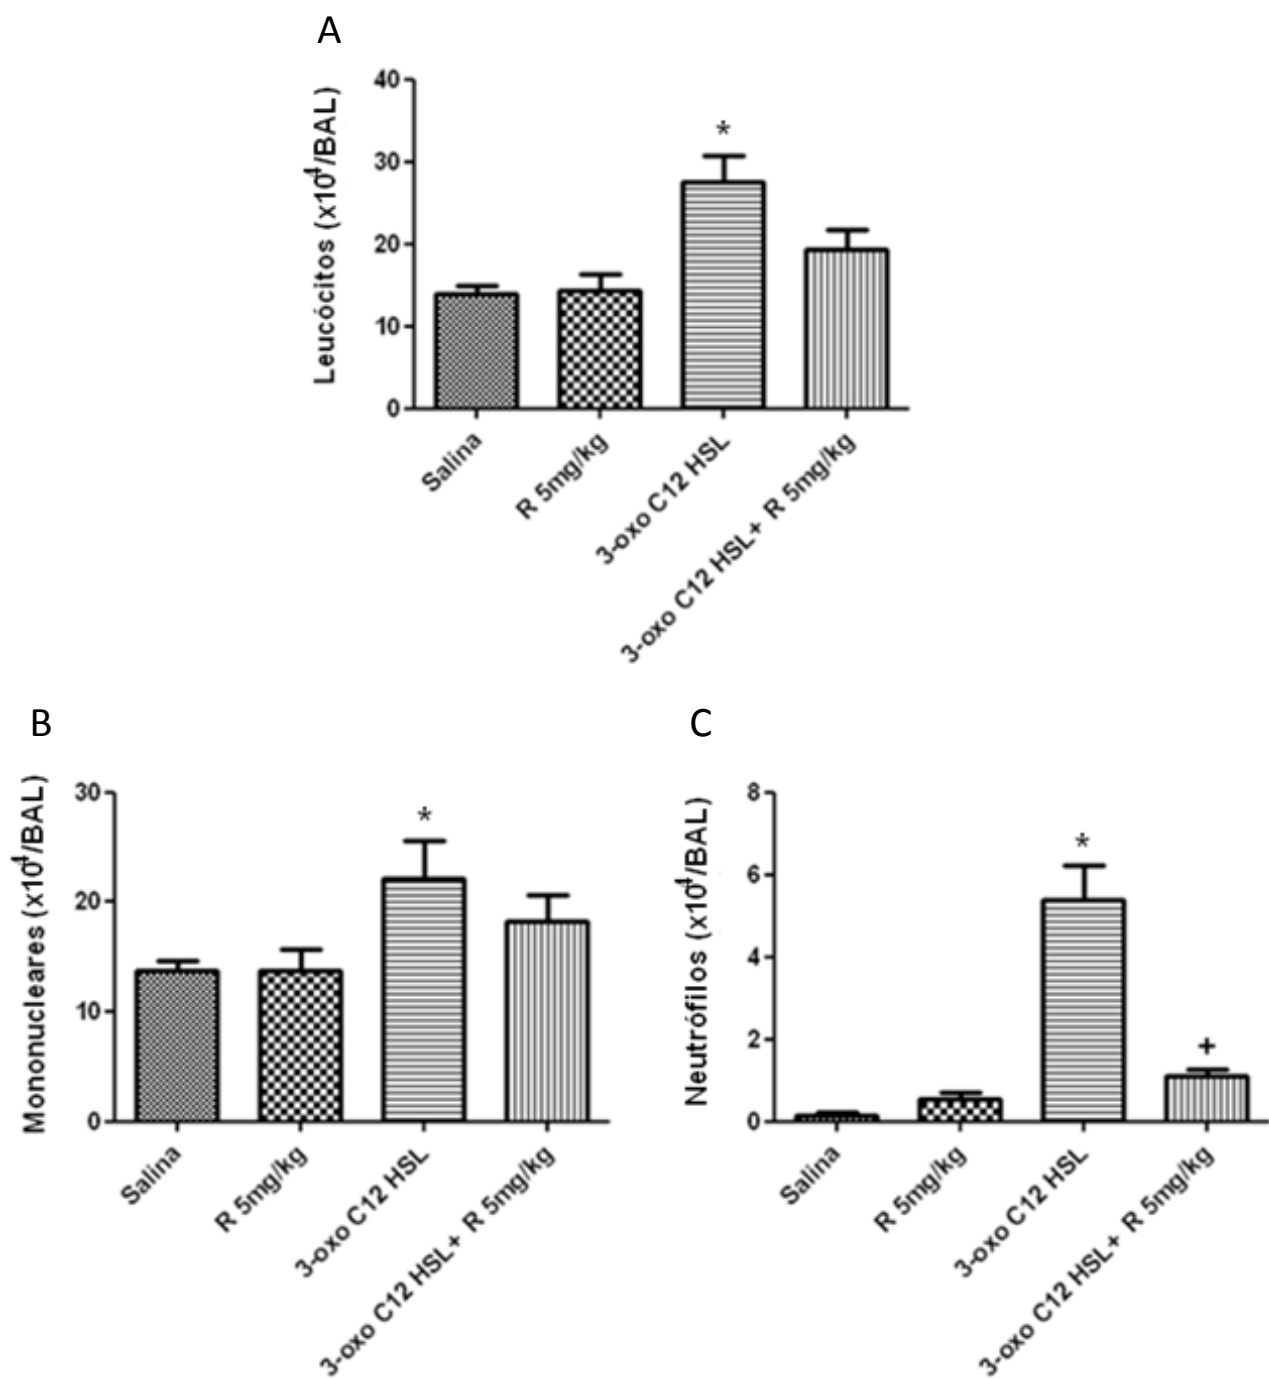 A
Leucócitos (x10⁴/BAL)
40
30
20
10
0
*
Salina
R 5mg/kg
3-oxo C12 HSL
3-oxo C12 HSL+ R 5mg/kg
B
Mononucleares (x10⁴/BAL)
30
20
10
0
*
Salina
R 5mg/kg
3-oxo C12 HSL
3-oxo C12 HSL+ R 5mg/kg
C
Neutrófilos (x10⁴/BAL)
8
6
4
2
0
*
+
Salina
R 5mg/kg
3-oxo C12 HSL
3-oxo C12 HSL+ R 5mg/kg